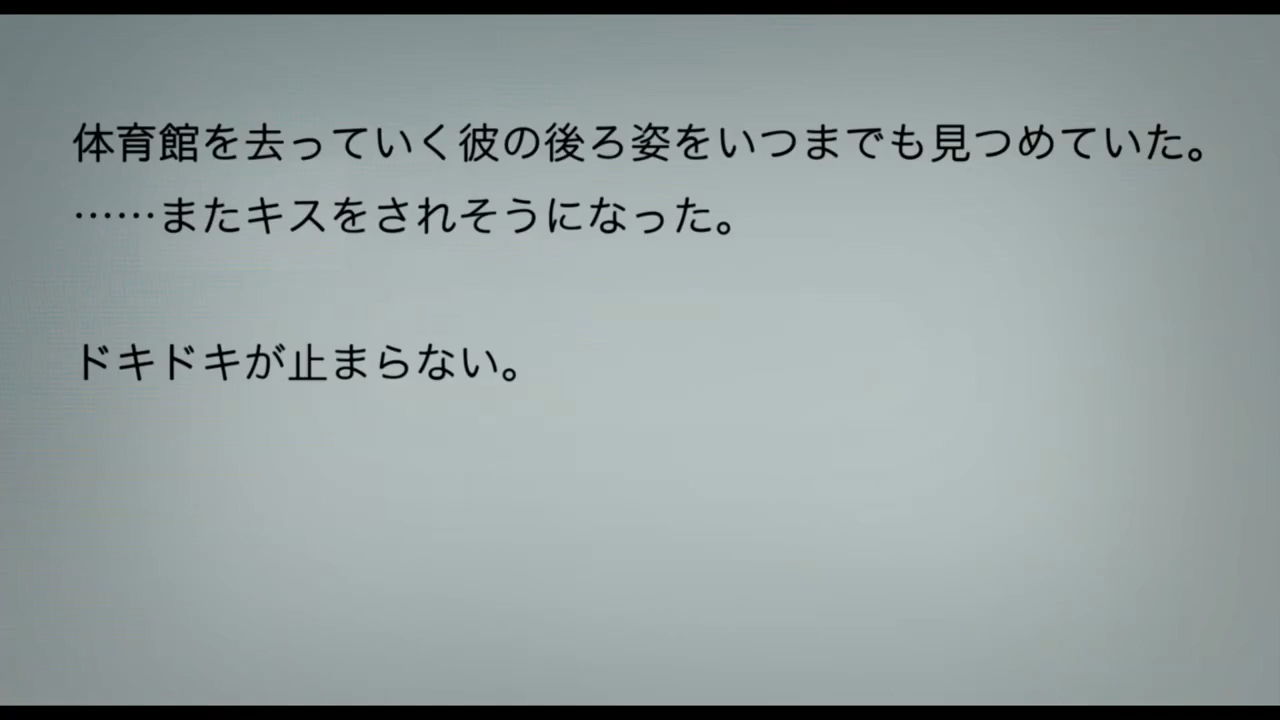 体育館を去っていく彼の後ろ姿をいつまでも見つめていた。
……またキスをされそうになった。
ドキドキが止まらない。